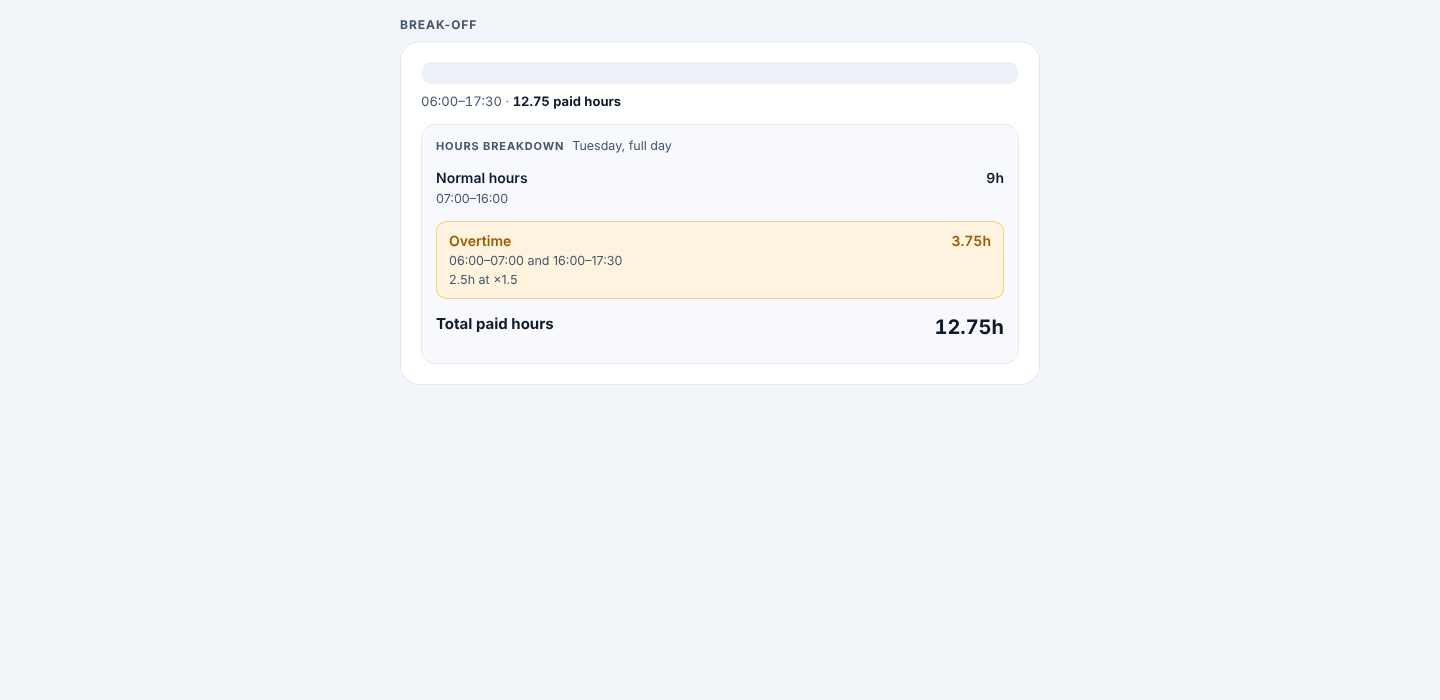 BREAK-OFF
06:00–17:30 · 12.75 paid hours
HOURS BREAKDOWN Tuesday, full day
Normal hours 9h
07:00–16:00
Overtime 3.75h
06:00–07:00 and 16:00–17:30
2.5h at ×1.5
Total paid hours 12.75h